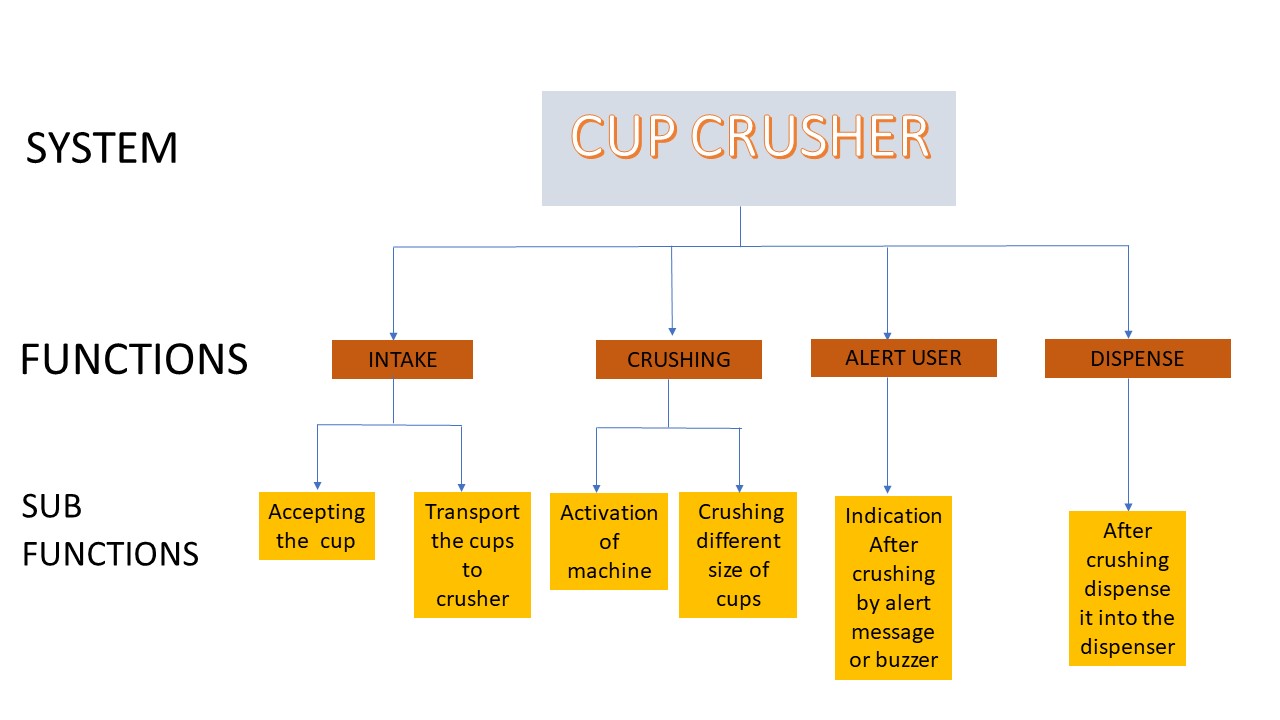 SYSTEM
CUP CRUSHER
FUNCTIONS
INTAKE
CRUSHING
ALERT USER
DISPENSE
SUB
FUNCTIONS
Accepting
the cup
Transport
the cups
to
crusher
Activation
of
machine
Crushing
different
size of
cups
Indication
After
crushing
by alert
message
or buzzer
After
crushing
dispense
it into the
dispenser